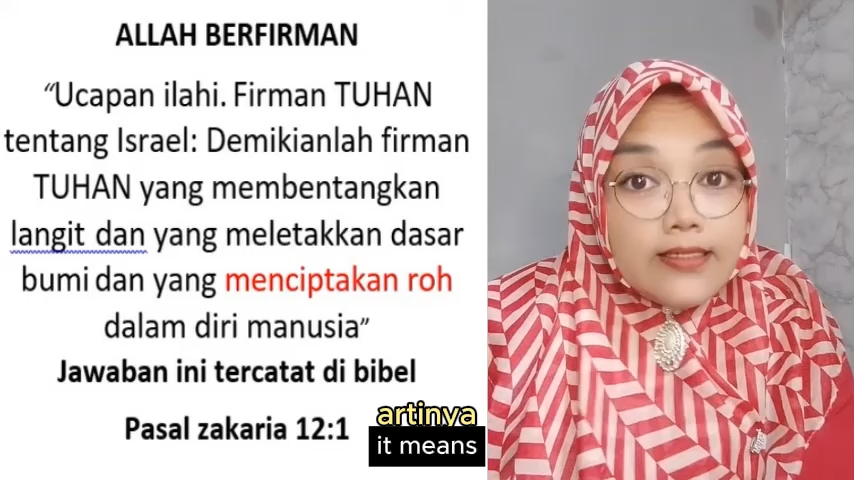 ALLAH BERFIRMAN
“Ucapan ilahi. Firman TUHAN
tentang Israel: Demikianlah firman
TUHAN yang membentangkan
langit dan yang meletakkan dasar
bumi dan yang menciptakan roh
dalam diri manusia”
Jawaban ini tercatat di bibel
Pasal zakaria 12:1
artinya
it means